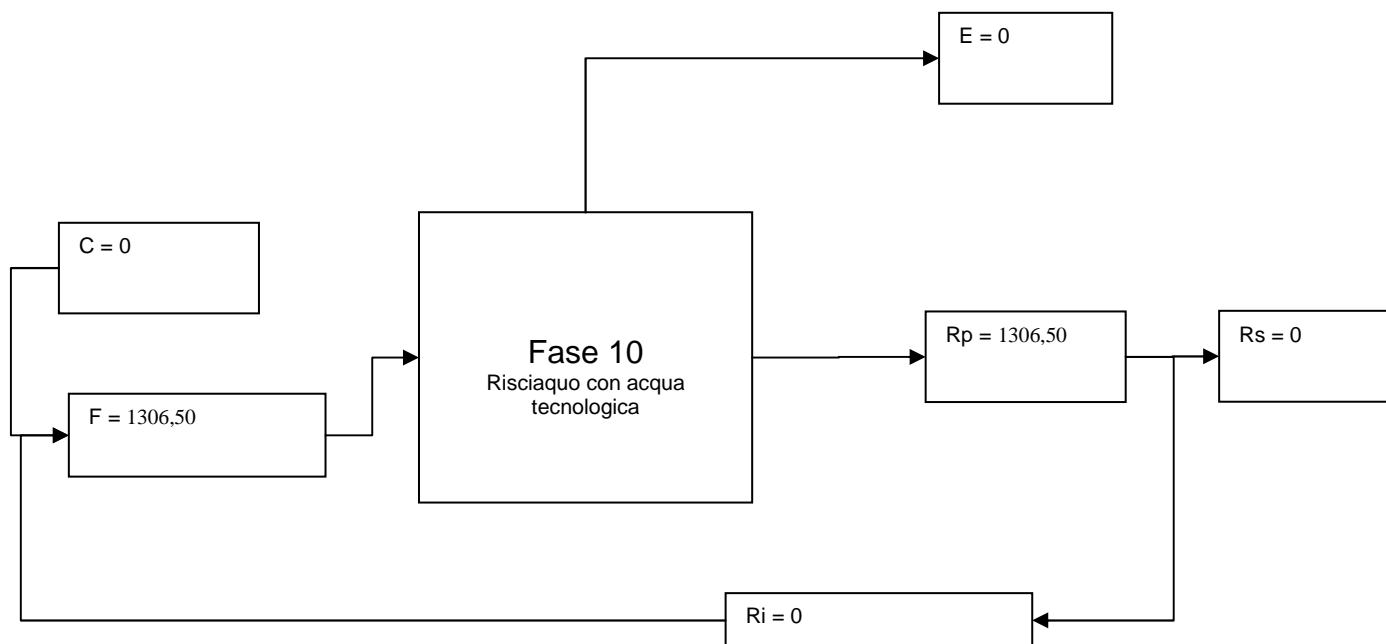 E = 0
C = 0
Fase 10
Risciaquo con acqua
tecnologica
Rp = 1306,50
Rs = 0
F = 1306,50
Ri = 0